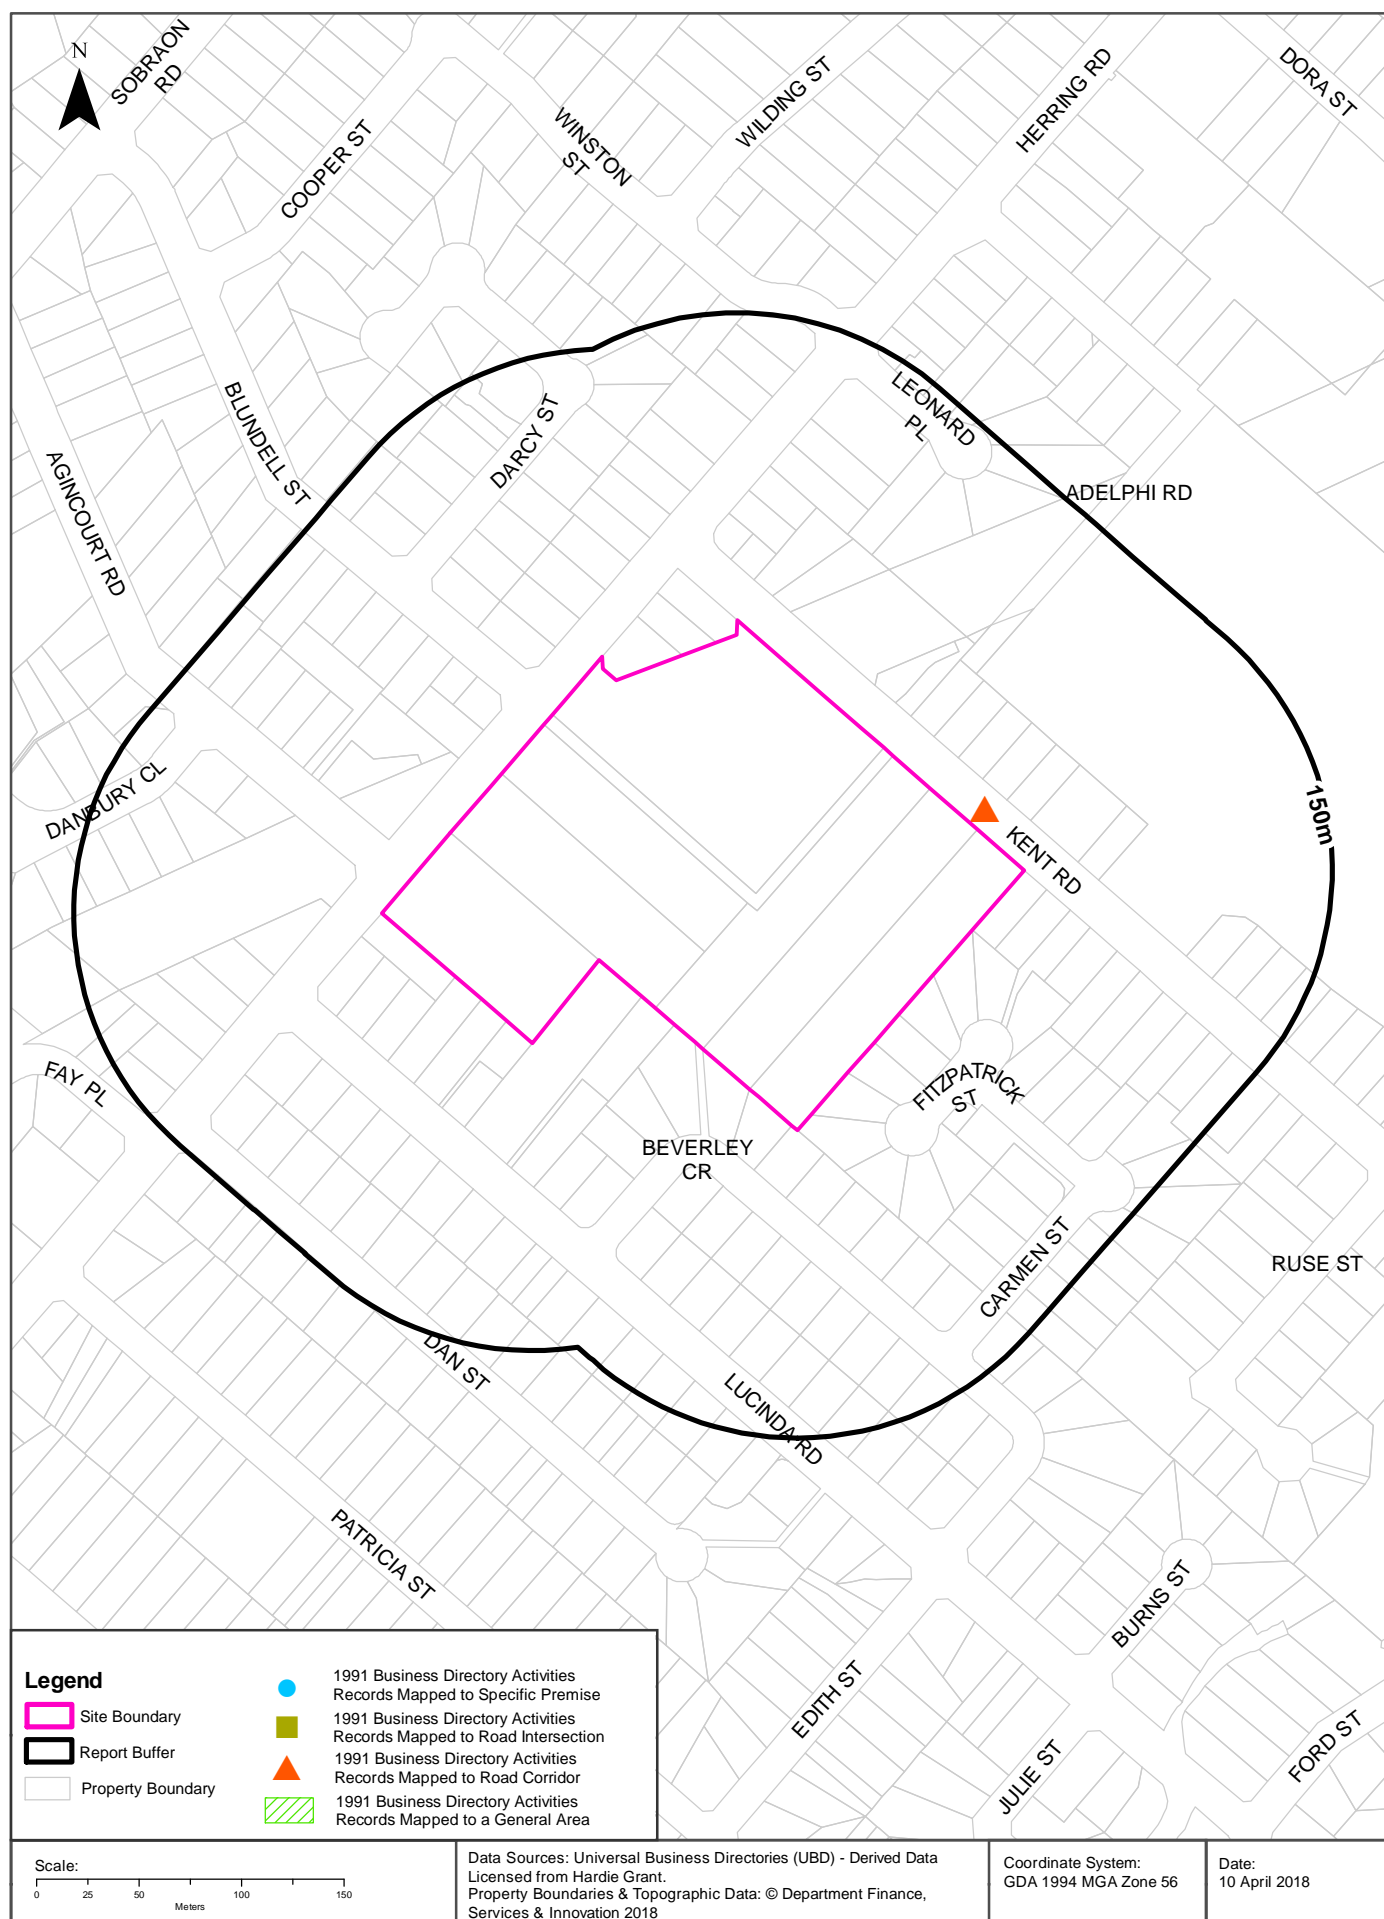 N
SOBRAON
RD
COOPER ST
WINSTON
ST
WILDING ST
HERRING RD
DORA ST
BLUNDELL ST
DARCY ST
LEONARD
PL
AGINCOURT RD
ADELPHI RD
DANBURY CL
150m
KENT RD
FAY PL
FITZPATRICK
ST
BEVERLEY
CR
CARMEN ST
RUSE ST
DAN ST
LUCINDA RD
PATRICIA ST
BURNS ST
EDITH ST
JULIE ST
FORD ST
Legend
Site Boundary
Report Buffer
Property Boundary
1991 Business Directory Activities
Records Mapped to Specific Premise
1991 Business Directory Activities
Records Mapped to Road Intersection
1991 Business Directory Activities
Records Mapped to Road Corridor
1991 Business Directory Activities
Records Mapped to a General Area
Scale:
0 25 50 100 150
Meters
Data Sources: Universal Business Directories (UBD) - Derived Data
Licensed from Hardie Grant.
Property Boundaries & Topographic Data: © Department Finance,
Services & Innovation 2018
Coordinate System:
GDA 1994 MGA Zone 56
Date:
10 April 2018